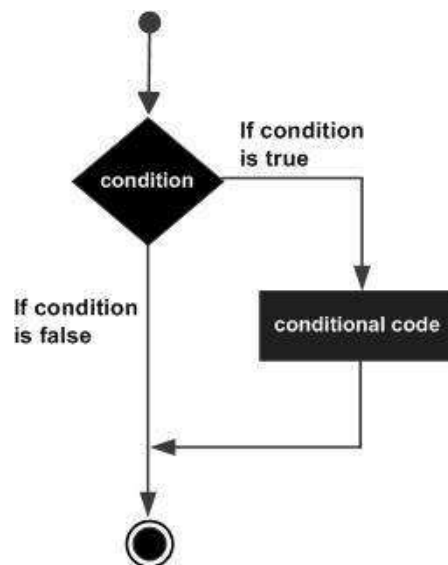 If condition
is true
condition
If condition
is false
conditional code